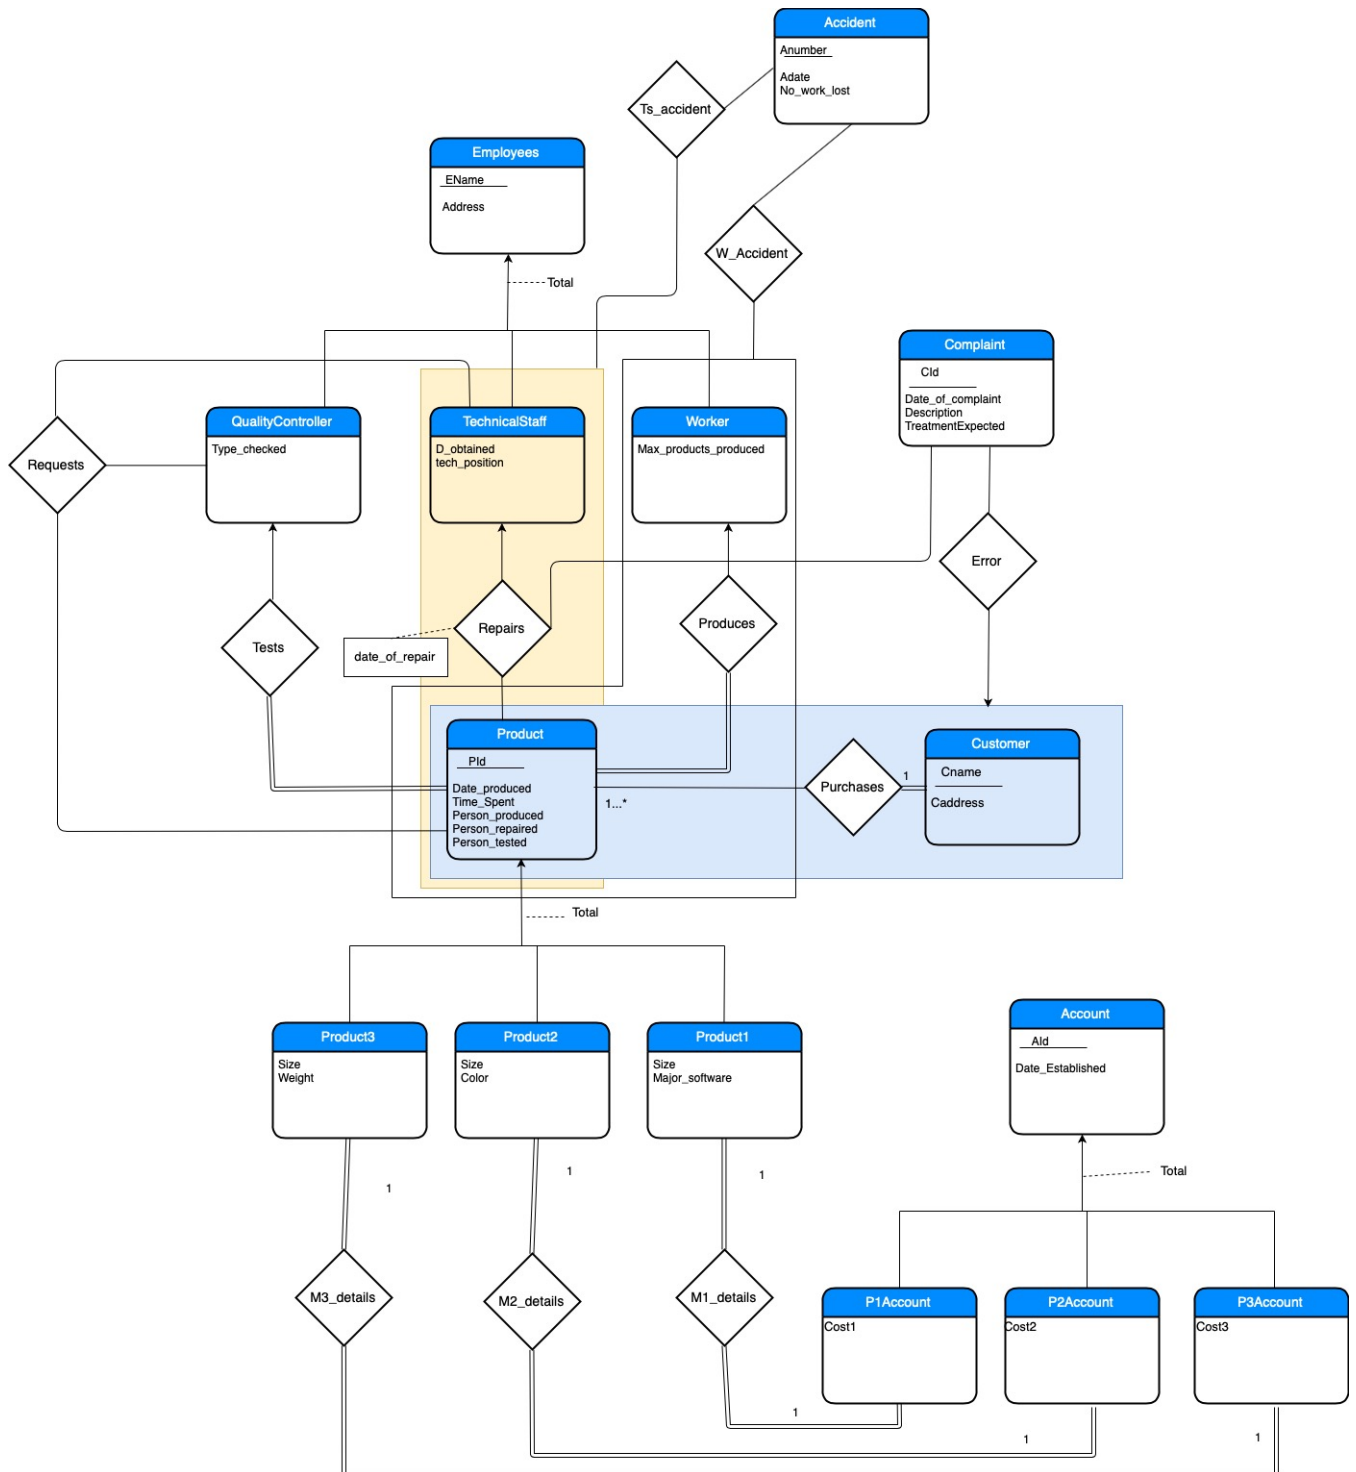 Accident
Anumber
Adate
No_work_lost
Ts_accident
Employees
EName
Address
W_Accident
Total
Complaint
CId
Date_of_complaint
Description
TreatmentExpected
QualityController
Type_checked
TechnicalStaff
D_obtained
tech_position
Worker
Max_products_produced
Requests
Error
Tests
Repairs
Produces
date_of_repair
Product
PId
Date_produced
Time_Spent
Person_produced
Person_repaired
Person_tested
1...*
Purchases
1
Customer
Cname
Caddress
Total
Product3
Size
Weight
Product2
Size
Color
Product1
Size
Major_software
Account
AId
Date_Established
1
1
1
Total
M3_details
M2_details
M1_details
P1Account
Cost1
P2Account
Cost2
P3Account
Cost3
1
1
1